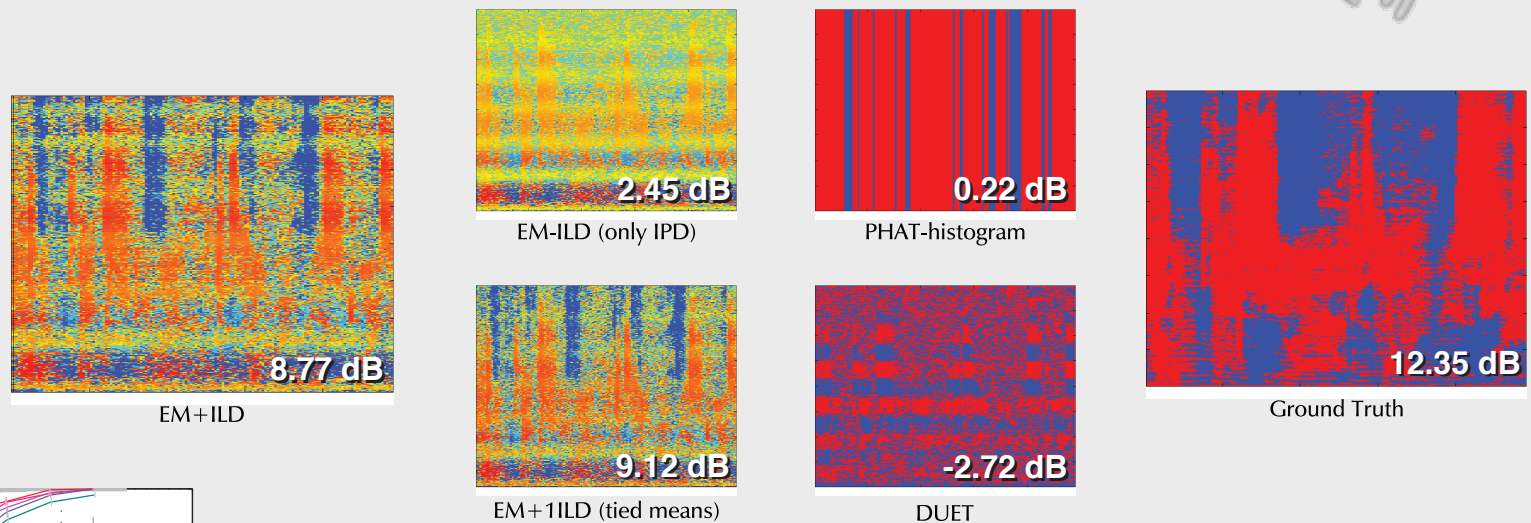 2.45 dB
EM-ILD (only IPD)
0.22 dB
PHAT-histogram
8.77 dB
EM+ILD
12.35 dB
Ground Truth
9.12 dB
EM+1ILD (tied means)
-2.72 dB
DUET